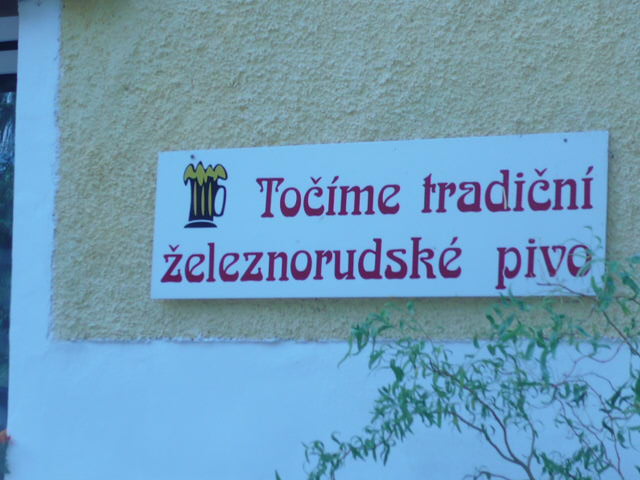 Točíme tradiční
železnorudské pivo